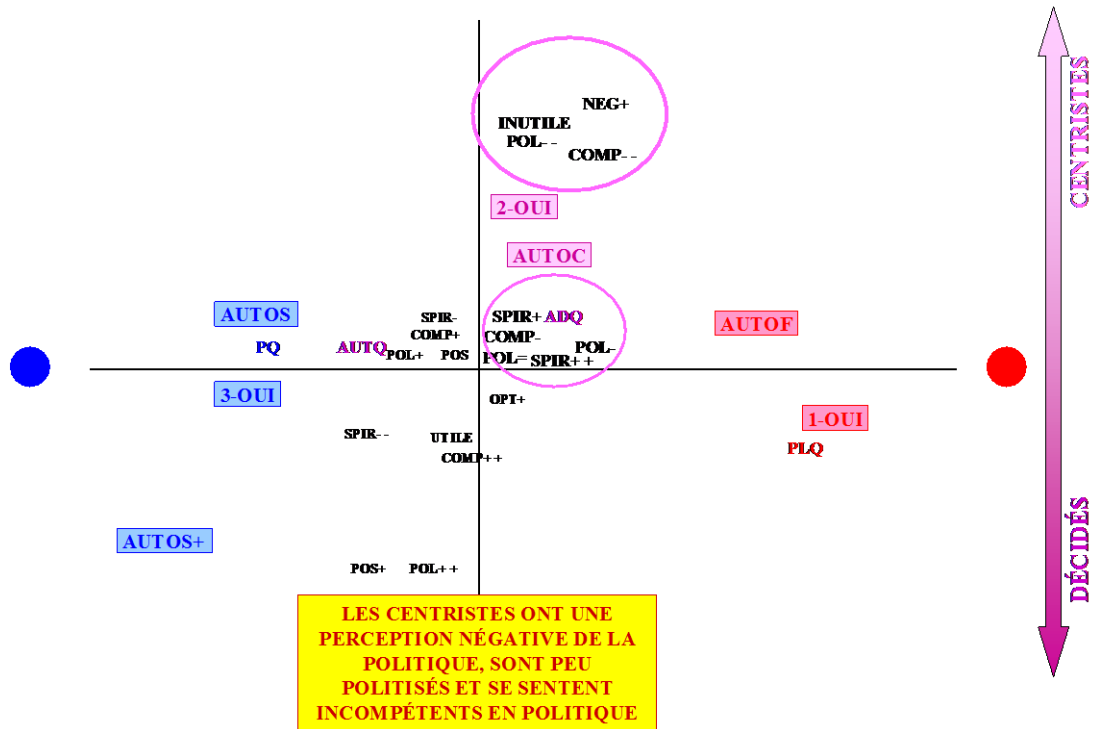 NEG+
INUTILE
POL--
COMP--
2-OUI
AUTOC
AUTOS
SPIR-
SPIR+
ADQ
AUTOF
COMP+
COMP-
PQ
AUTQ
POL+
POS
POL=
SPIR++
POL-
3-OUI
OPT+
1-OUI
SPIR--
UTILE
PLQ
COMP++
AUTOS+
POS+
POL++
LES CENTRISTES ONT UNE
PERCEPTION NÉGATIVE DE LA
POLITIQUE, SONT PEU
POLITISÉS ET SE SENTENT
INCOMPÉTENTS EN POLITIQUE
CENTRISTES
DÉCIDÉS